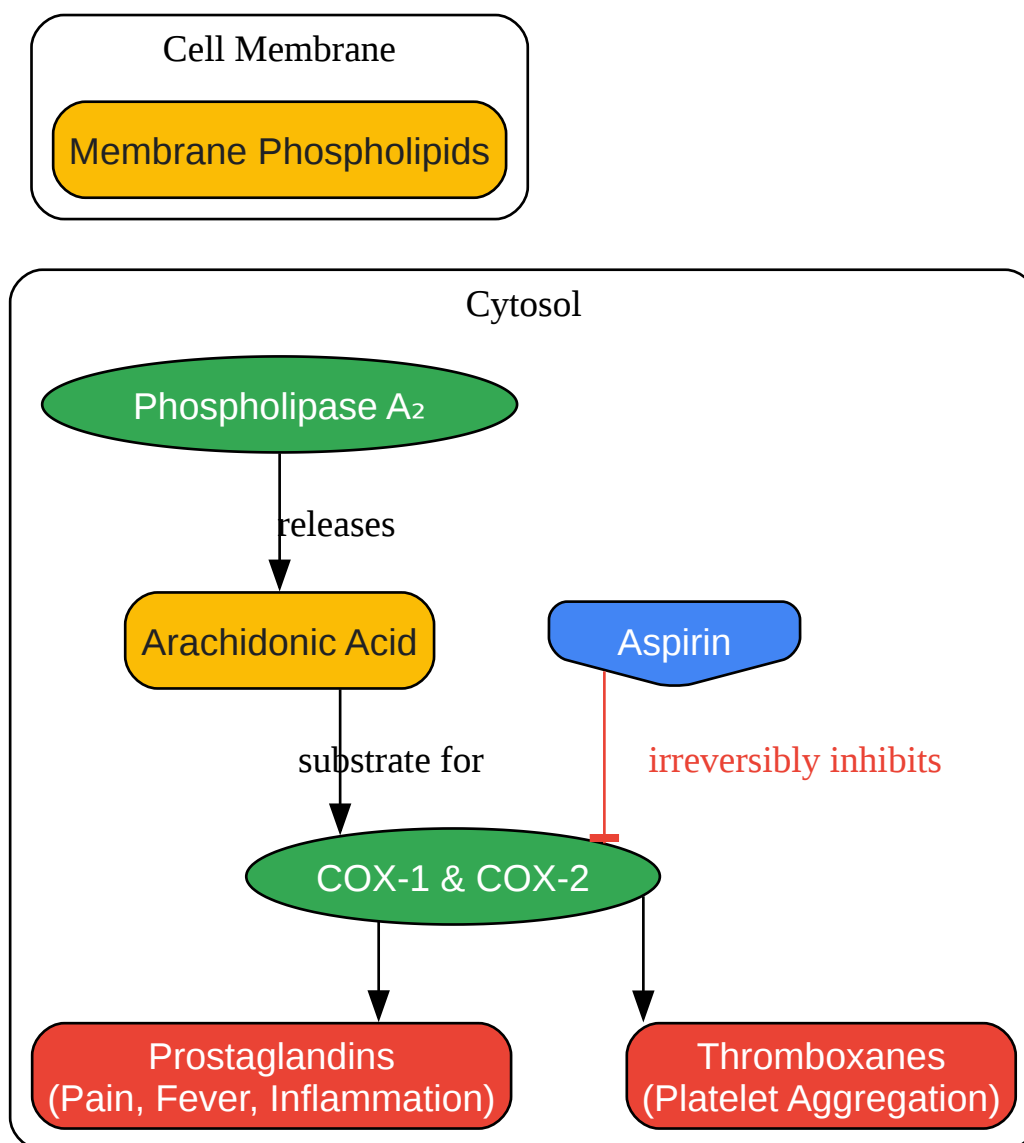 Cell Membrane
Membrane Phospholipids
Cytosol
Phospholipase A₂
releases
Arachidonic Acid
Aspirin
substrate for
irreversibly inhibits
COX-1 & COX-2
Prostaglandins
(Pain, Fever, Inflammation)
Thromboxanes
(Platelet Aggregation)